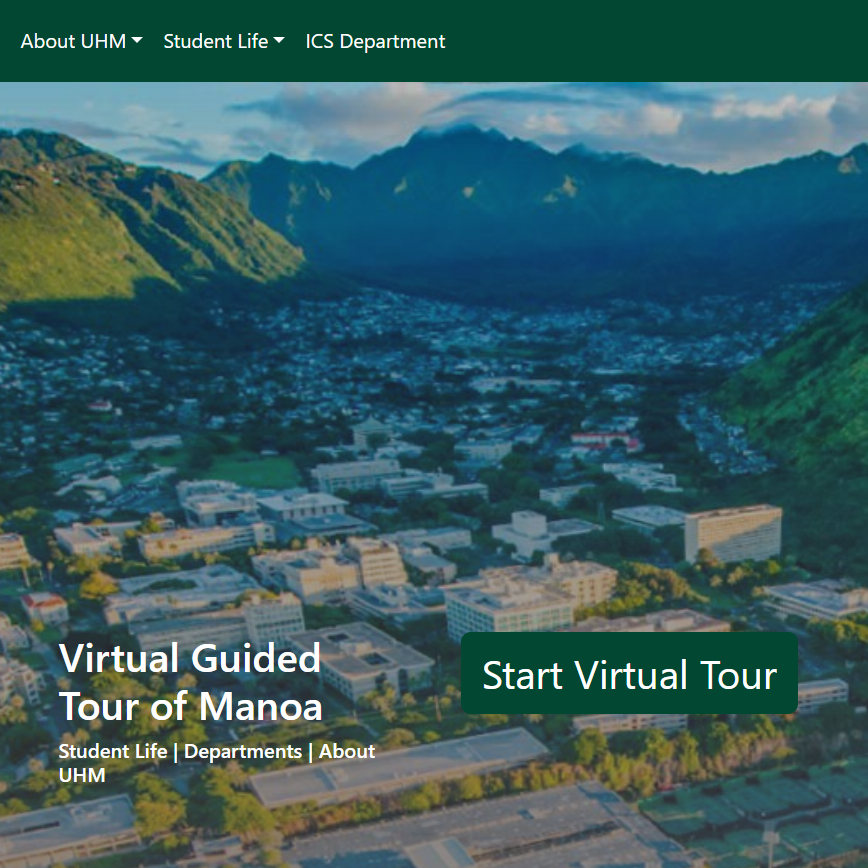 About UHM Student Life ICS Department
Virtual Guided
Tour of Manoa
Student Life | Departments | About
UHM
Start Virtual Tour